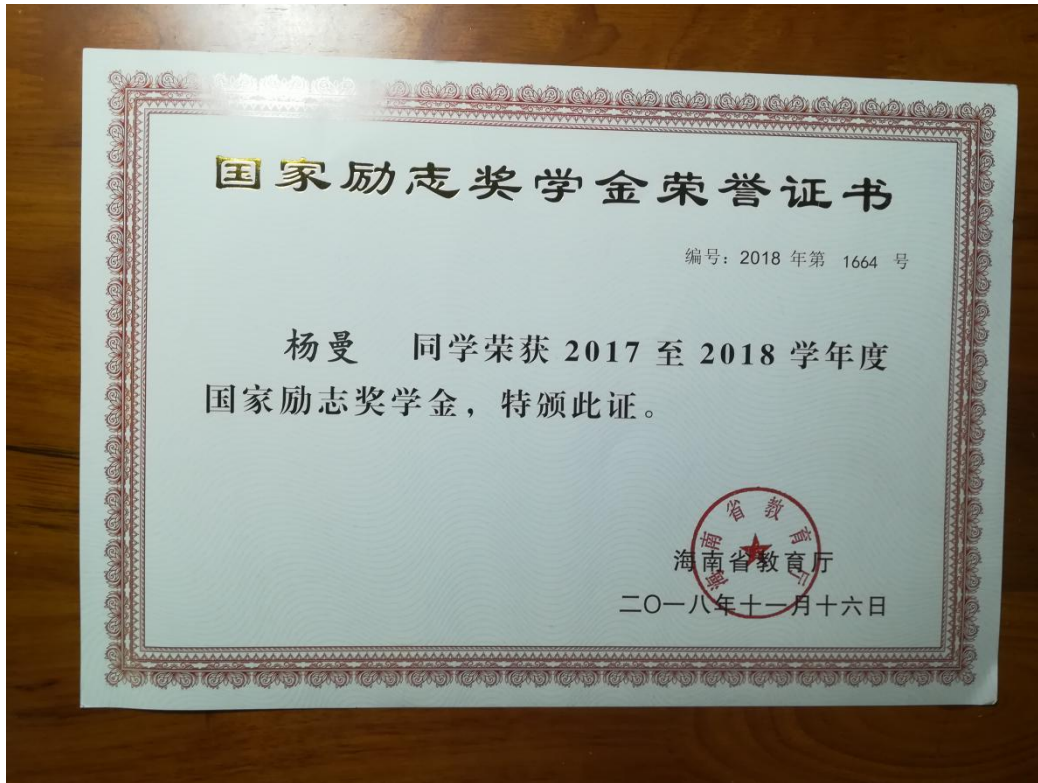 国家励志奖学金荣誉证书
编号：2018 年第 1664 号
杨曼 同学荣获 2017 至 2018 学年度
国家励志奖学金，特颁此证。
海南省教育厅
海南省教育厅
二〇一八年十一月十六日